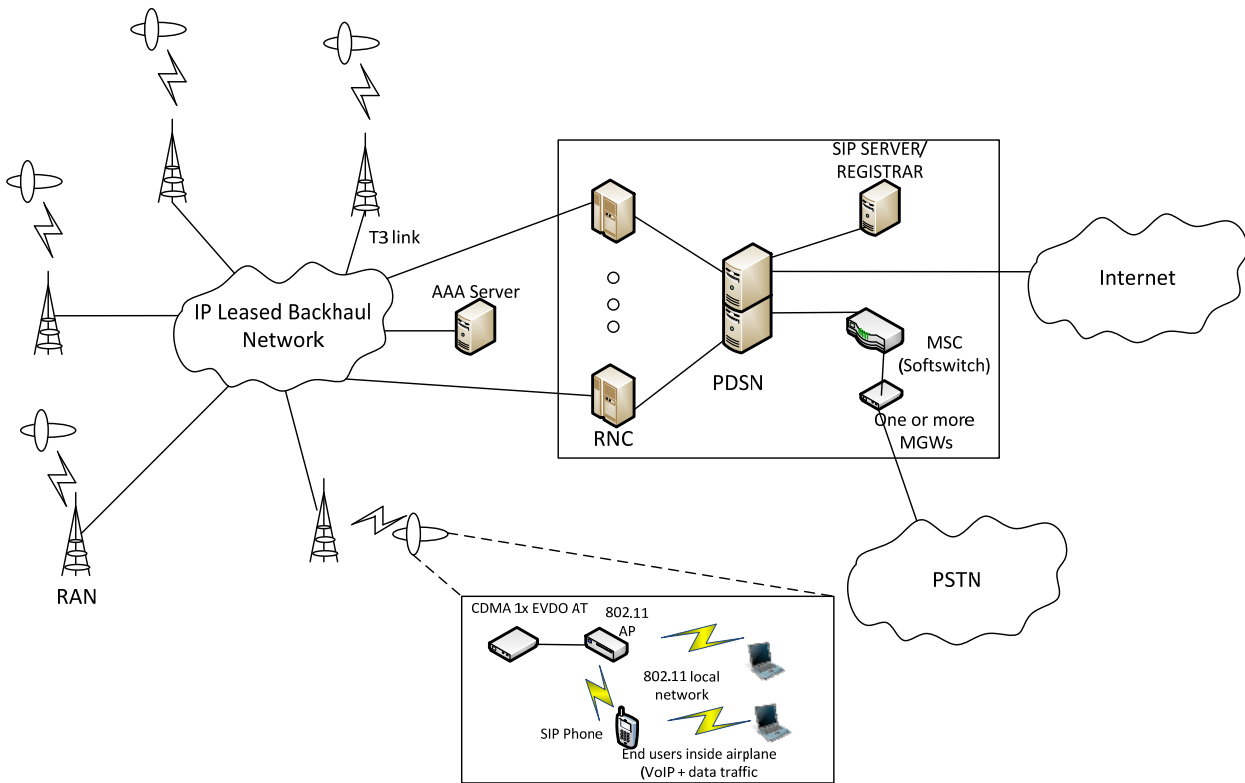 SIP SERVER/
REGISTRAR
T3 link
IP Leased Backhaul
Network
AAA Server
Internet
PDSN
MSC
(Softswitch)
RNC
One or more
MGWs
RAN
PSTN
CDMA 1x EVDO AT
802.11
AP
802.11 local
network
SIP Phone
End users inside airplane
(VoIP + data traffic